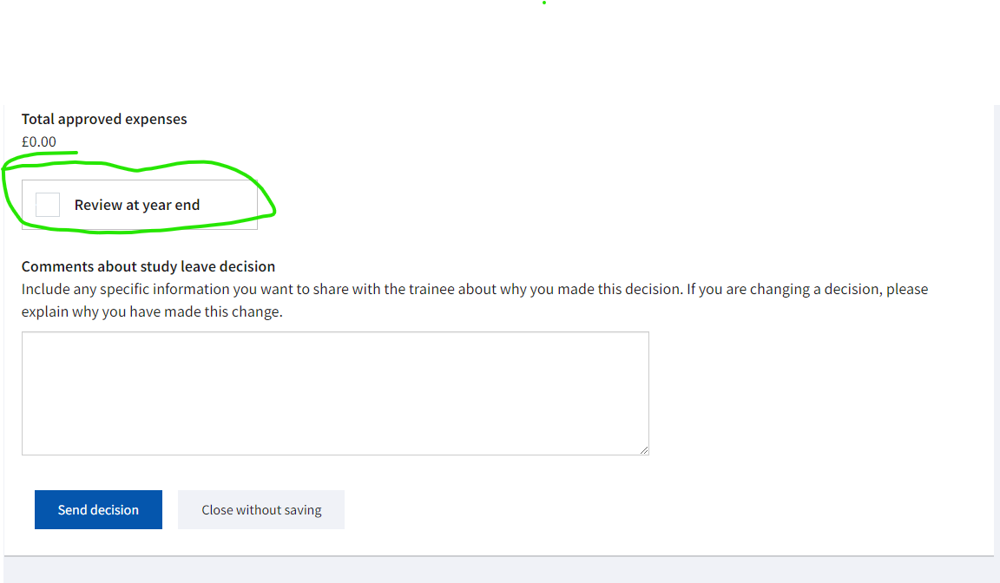 Total approved expenses
£0.00
Review at year end
Comments about study leave decision
Include any specific information you want to share with the trainee about why you made this decision. If you are changing a decision, please
explain why you have made this change.
Send decision
Close without saving